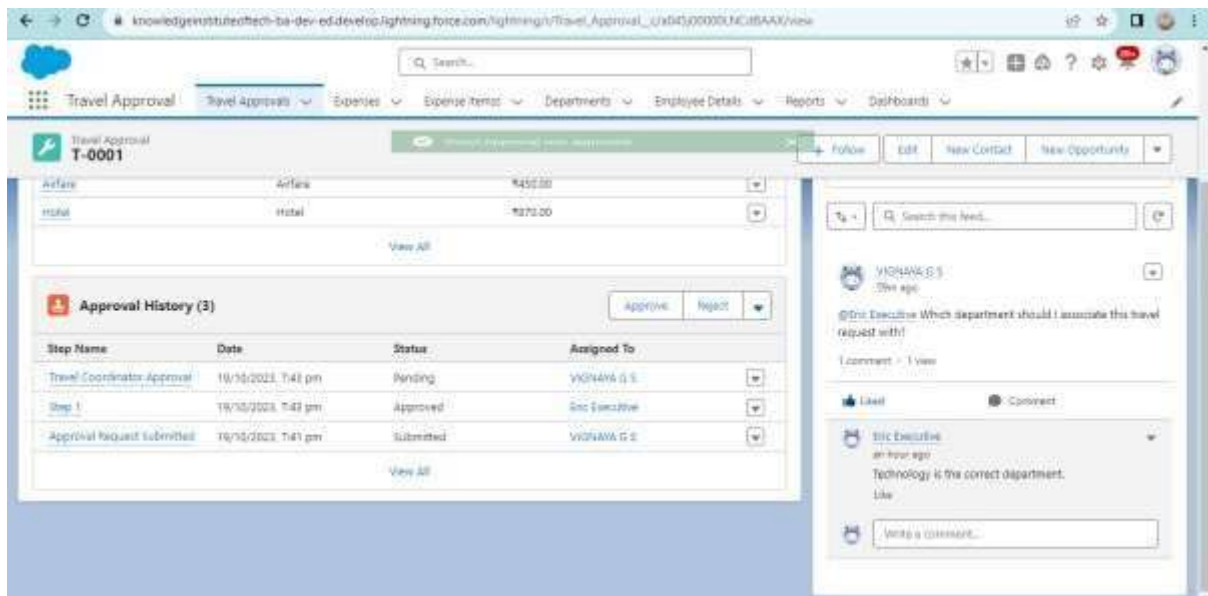 knowledgeinstituteoftech-ba-dev-ed.develop.lightning.force.com/lightning/r/Travel_Approval__c/
Search...
Travel Approval Travel Approvals Expenses Expense Items Departments Employee Details Reports Dashboards
Travel Approval
T-0001
+ Follow Edit New Contact New Opportunity
Airfare Airfare ₹450.00
Hotel Hotel
View All
Approval History (3)
Approve Reject
Step Name Date Status Assigned To
Travel Coordinator Approval 19/10/2023, 7:43 pm Pending VIGNAYA G S
Step 1 19/10/2023, 7:43 pm Approved Eric Executive
Approval Request Submitted 19/10/2023, 7:41 pm Submitted VIGNAYA G S
View All
Search this feed...
VIGNAYA G S
ago
@Eric Executive Which department should I associate this travel
request with?
1 comment · 1 view
Liked Comment
Eric Executive
an hour ago
Technology is the correct department.
Like
Write a comment...